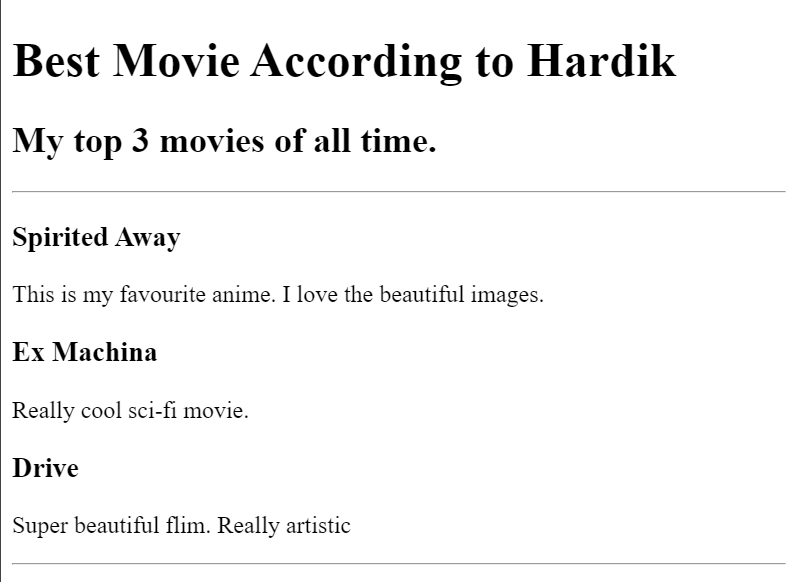 Best Movie According to Hardik
My top 3 movies of all time.
Spirited Away
This is my favourite anime. I love the beautiful images.
Ex Machina
Really cool sci-fi movie.
Drive
Super beautiful flim. Really artistic